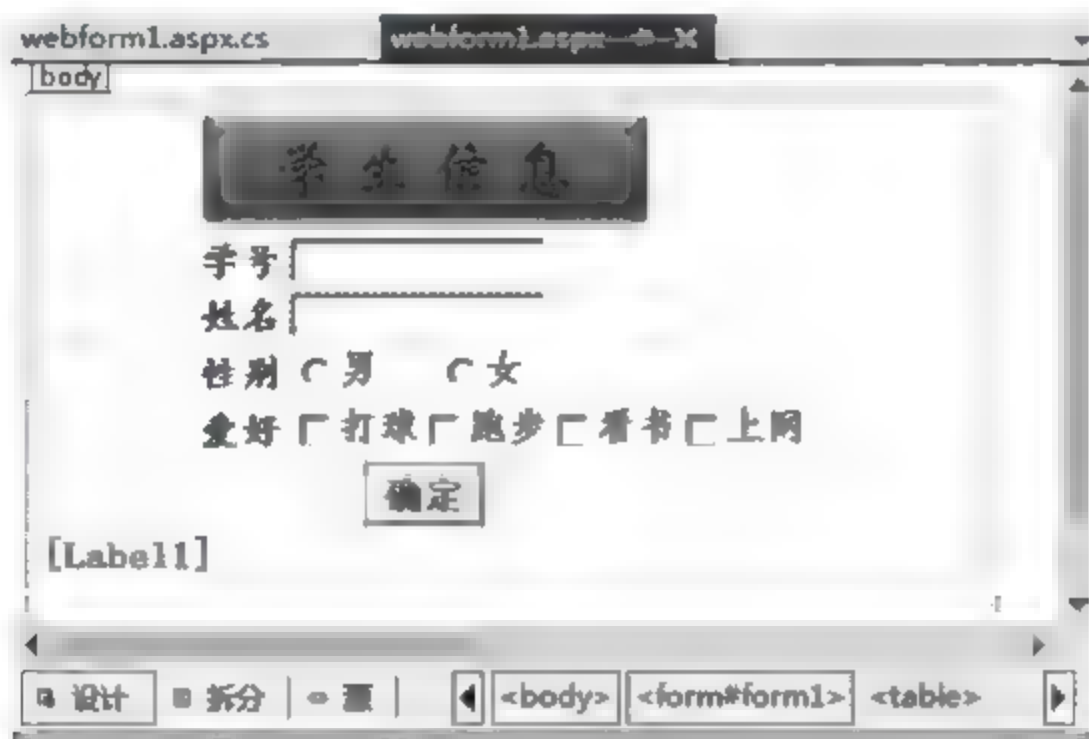 webform1.aspx.cs webform1.aspx
body
学生信息
学号
姓名
性别 男 女
爱好 打球 跑步 看书 上网
确定
[Label1]
设计 拆分 源 <body> <form#form1> <table>